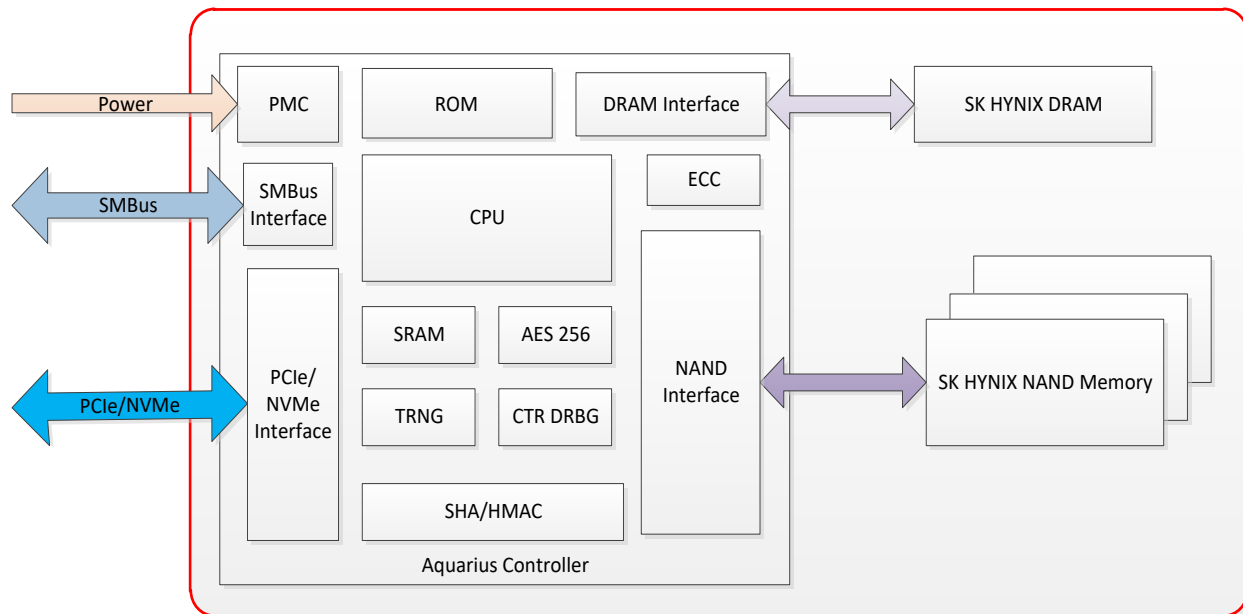 Power
PMC
ROM
DRAM Interface
SK HYNIX DRAM
SMBus
SMBus
Interface
CPU
ECC
SRAM
AES 256
PCIe/NVMe
PCIe/
NVMe
Interface
TRNG
CTR DRBG
NAND
Interface
SK HYNIX NAND Memory
SHA/HMAC
Aquarius Controller